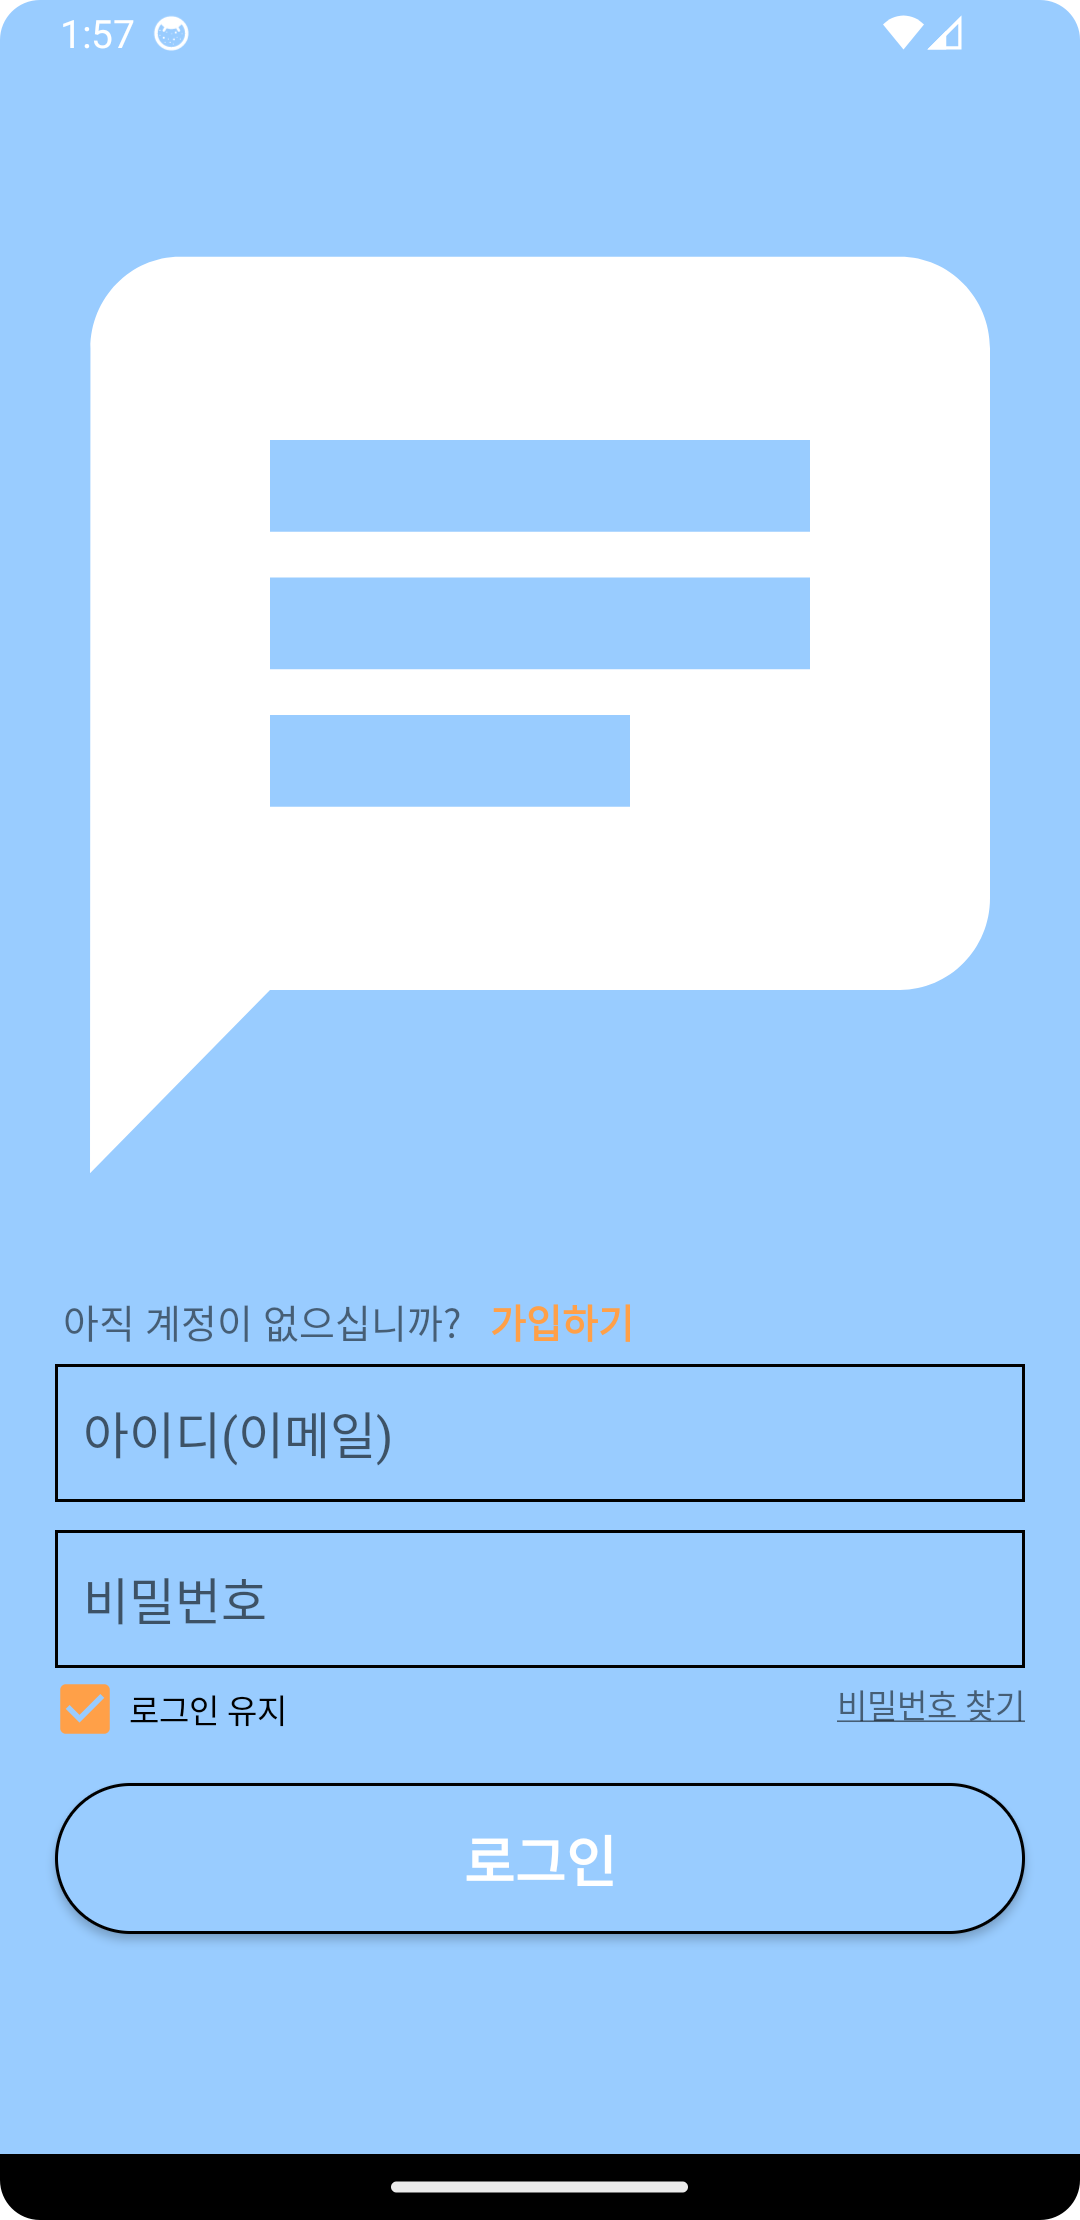 1:57
아직 계정이 없으십니까? 가입하기
아이디(이메일)
비밀번호
로그인 유지 비밀번호 찾기
로그인